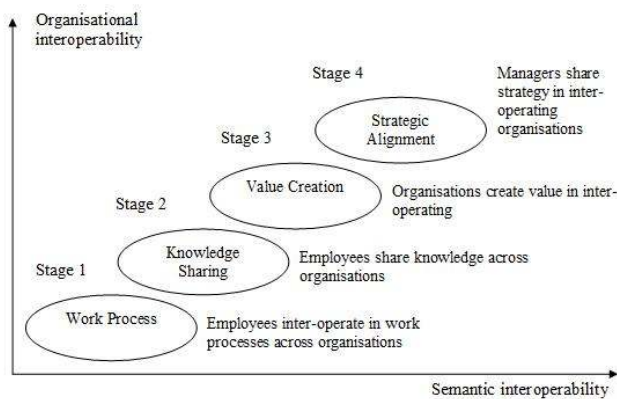 Organisational
interoperability
Stage 4
Managers share
strategy in inter-
operating
organisations
Strategic
Alignment
Stage 3
Value Creation
Organisations create value in inter-
operating
Stage 2
Knowledge
Sharing
Employees share knowledge across
organisations
Stage 1
Work Process
Employees inter-operate in work
processes across organisations
Semantic interoperability